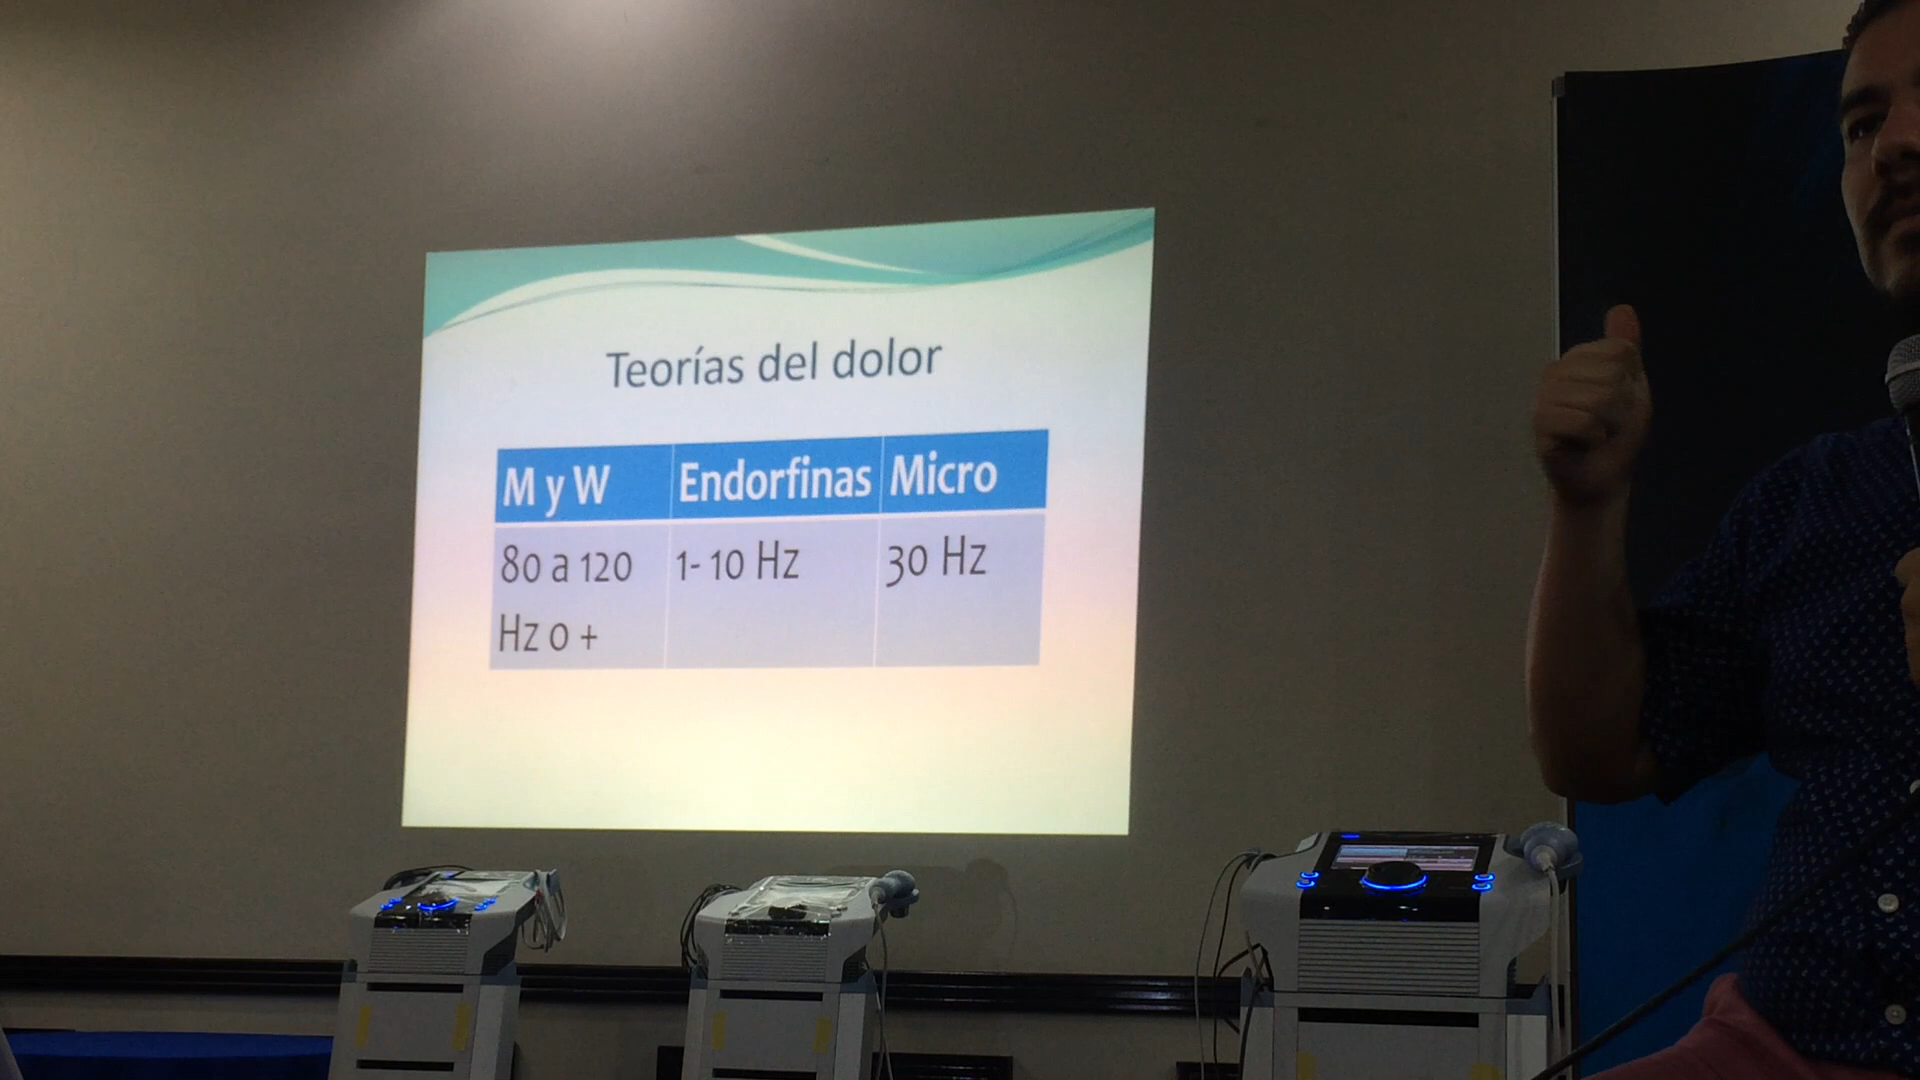 Teorías del dolor
M y W Endorfinas Micro
80 a 120 1- 10 Hz 30 Hz
Hz o +